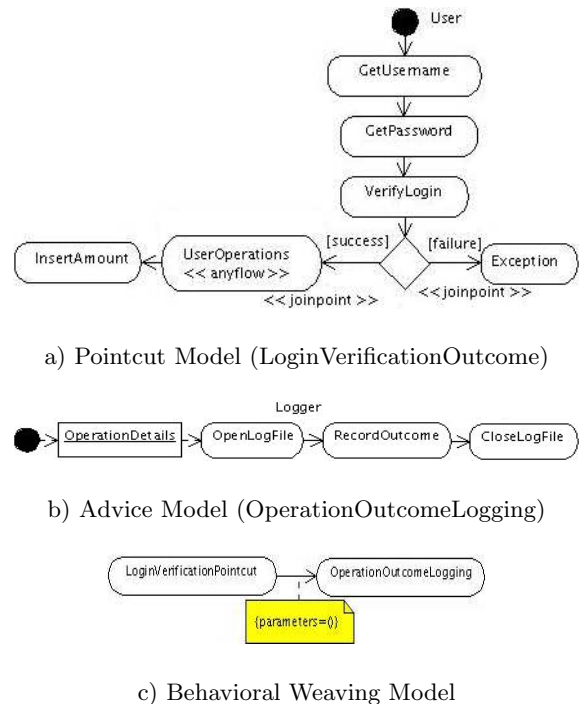 User
GetUsername
GetPassword
VerifyLogin
[success]
[failure]
InsertAmount
UserOperations
<< anyflow >>
Exception
<< joinpoint >>
<< joinpoint >>
a) Pointcut Model (LoginVerificationOutcome)
Logger
OperationDetails
OpenLogFile
RecordOutcome
CloseLogFile
b) Advice Model (OperationOutcomeLogging)
LoginVerificationPointcut
OperationOutcomeLogging
{parameters=()}
c) Behavioral Weaving Model